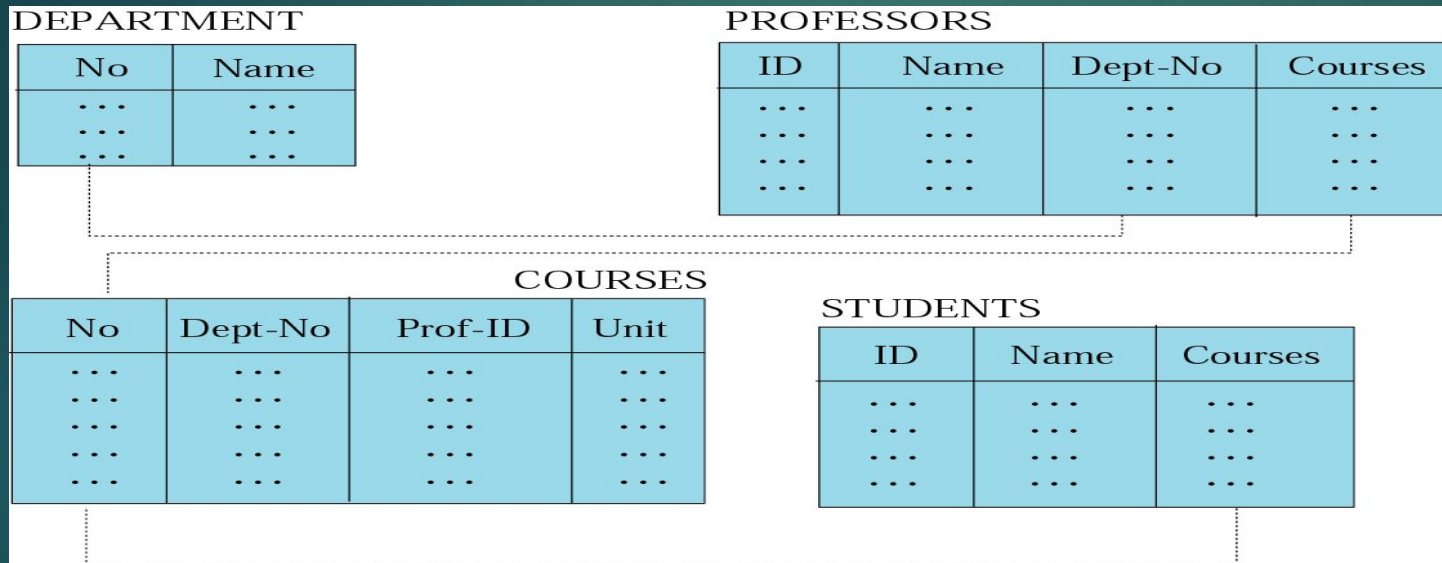 DEPARTMENT
No Name
. . . . . .
. . . . . .
. . . . . .
PROFESSORS
ID Name Dept-No Courses
. . . . . . . . . . . .
. . . . . . . . . . . .
. . . . . . . . . . . .
. . . . . . . . . . . .
COURSES
No Dept-No Prof-ID Unit
. . . . . . . . . . . .
. . . . . . . . . . . .
. . . . . . . . . . . .
. . . . . . . . . . . .
. . . . . . . . . . . .
STUDENTS
ID Name Courses
. . . . . . . . .
. . . . . . . . .
. . . . . . . . .
. . . . . . . . .